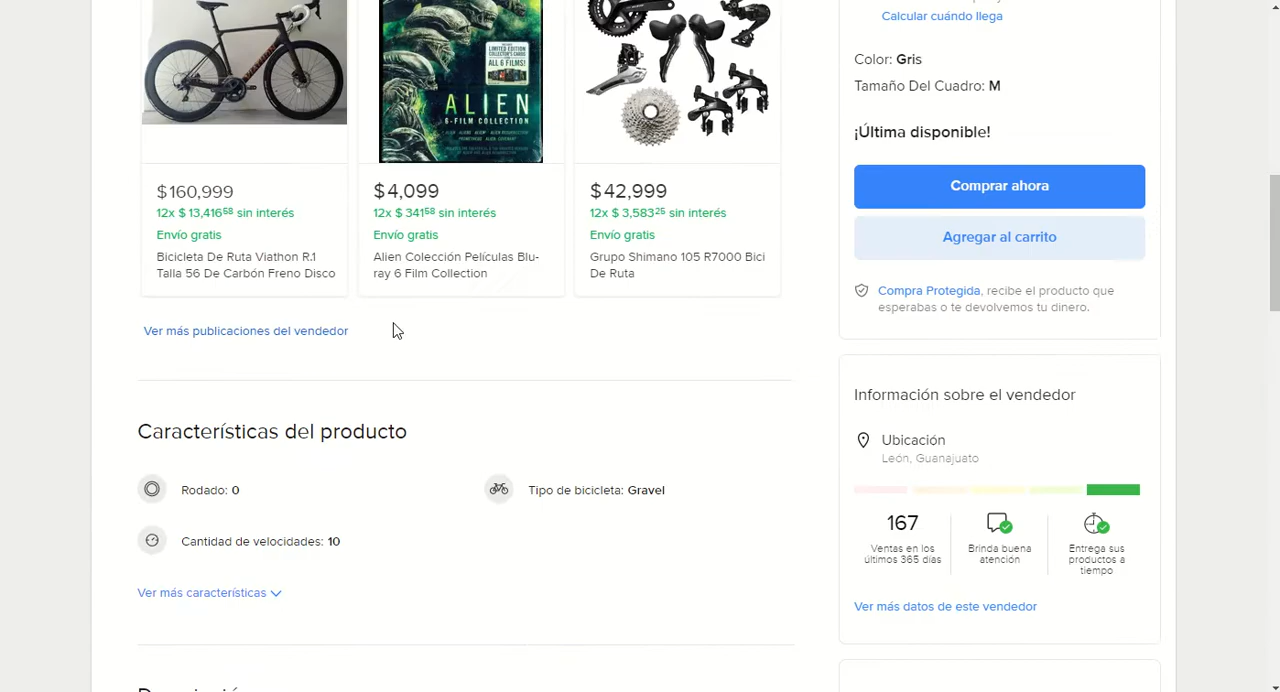 LIMITED EDITION
COLLECTOR'S CARDS
ALL 6 FILMS!
ALIEN
6-FILM COLLECTION
$ 160,999
12x $ 13,416⁵⁸ sin interés
Envío gratis
Bicicleta De Ruta Viathon R.1
Talla 56 De Carbón Freno Disco
$ 4,099
12x $ 341⁵⁸ sin interés
Envío gratis
Alien Colección Películas Blu-
ray 6 Film Collection
$ 42,999
12x $ 3,583²⁵ sin interés
Envío gratis
Grupo Shimano 105 R7000 Bici
De Ruta
Ver más publicaciones del vendedor
Características del producto
Rodado: 0
Tipo de bicicleta: Gravel
Cantidad de velocidades: 10
Ver más características
Calcular cuándo llega
Color: Gris
Tamaño Del Cuadro: M
¡Última disponible!
Comprar ahora
Agregar al carrito
Compra Protegida, recibe el producto que
esperabas o te devolvemos tu dinero.
Información sobre el vendedor
Ubicación
León, Guanajuato
167
Ventas en los
últimos 365 días
Brinda buena
atención
Entrega sus
productos a
tiempo
Ver más datos de este vendedor